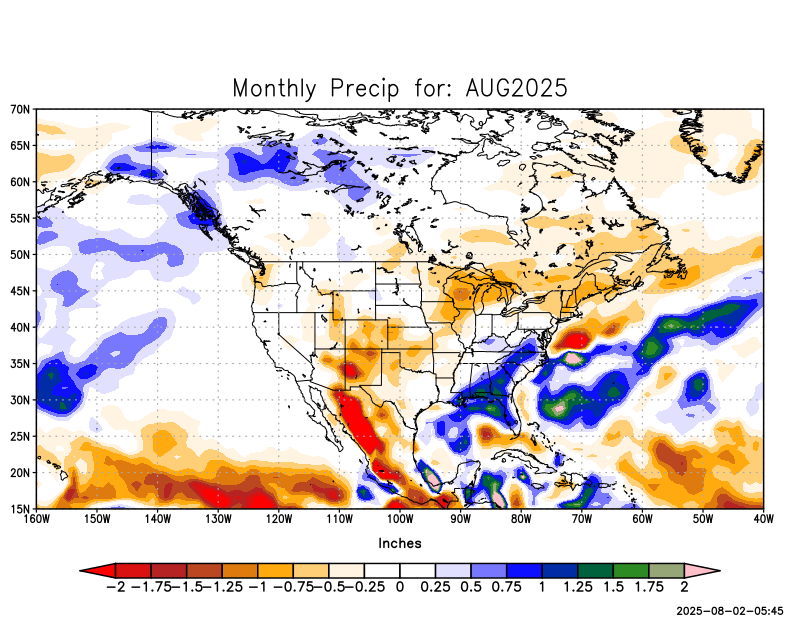 Monthly Precip for: AUG2025
70N
65N
60N
55N
50N
45N
40N
35N
30N
25N
20N
15N
160W 150W 140W 130W 120W 110W 100W 90W 80W 70W 60W 50W 40W
Inches
-2 -1.75 -1.5 -1.25 -1 -0.75 -0.5 -0.25 0 0.25 0.5 0.75 1 1.25 1.5 1.75 2
2025-08-02-05:45